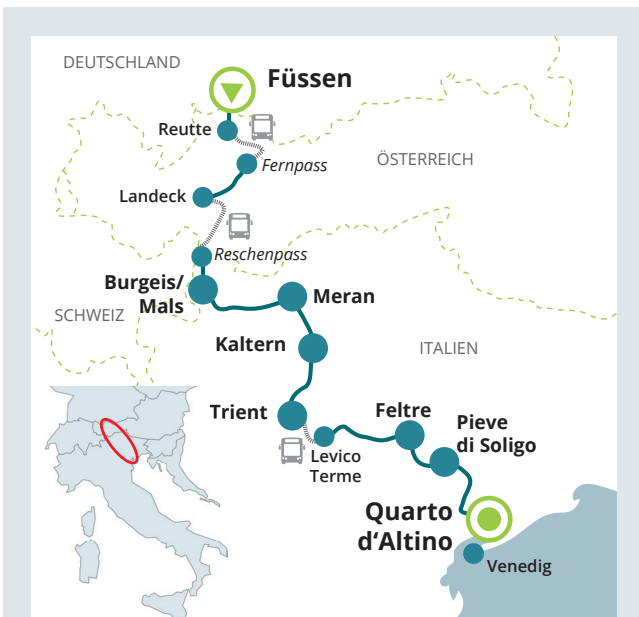 DEUTSCHLAND
Füssen
Reutte
Fernpass
ÖSTERREICH
Landeck
Reschenpass
Burgeis/
Mals
Meran
SCHWEIZ
Kaltern
ITALIEN
Trient
Feltre
Pieve
di Soligo
Levico
Terme
Quarto
d‘Altino
Venedig